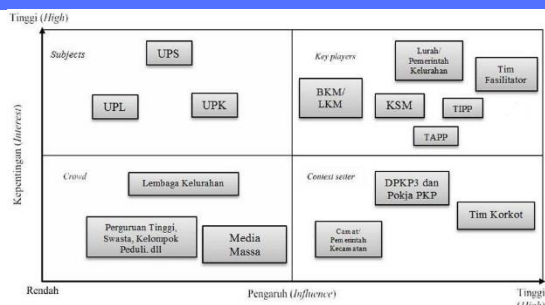 Tinggi (High)
Subjects
UPS
UPL
UPK
Key players
Lurah/
Pemerintah
Kelurahan
Tim
Fasilitator
BKM/
LKM
KSM
TIPP
TAPP
Kepentingan (Interest)
Crowd
Lembaga Kelurahan
Perguruan Tinggi,
Swasta, Kelompok
Peduli. dll
Media
Massa
Context setter
DPKP3 dan
Pokja PKP
Tim Korkot
Camat/
Pemerintah
Kecamatan
Rendah
Pengaruh (Influence)
Tinggi
(High)